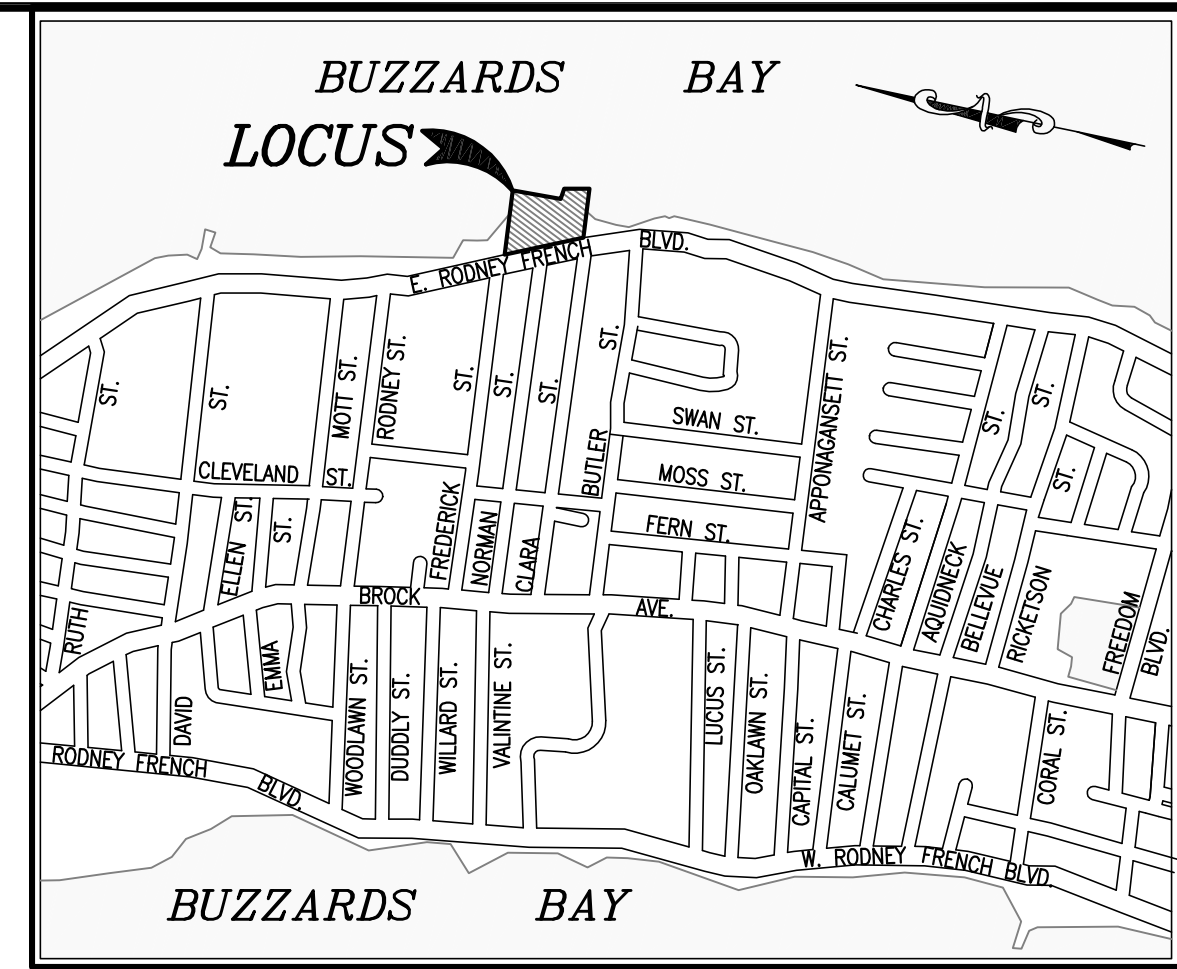 BUZZARDS BAY
LOCUS
N
E. RODNEY FRENCH BLVD.
ST.
ST.
MOTT ST.
RODNEY ST.
ST.
ST.
ST.
ST.
SWAN ST.
APPONAGANSETT ST.
ST.
ST.
CLEVELAND ST.
BUTLER
MOSS ST.
ST.
ELLEN ST.
ST.
FREDERICK
NORMAN
CLARA
FERN ST.
CHARLES ST.
AQUIDNECK
BELLEVUE
RICKETSON
FREEDOM
BLVD.
BROCK AVE.
RUTH
EMMA
DAVID
WOODLAWN ST.
DUDDLY ST.
WILLARD ST.
VALINTINE ST.
LUCUS ST.
OAKLAWN ST.
CAPITAL ST.
CALUMET ST.
CORAL ST.
RODNEY FRENCH BLVD.
W. RODNEY FRENCH BLVD.
BUZZARDS BAY